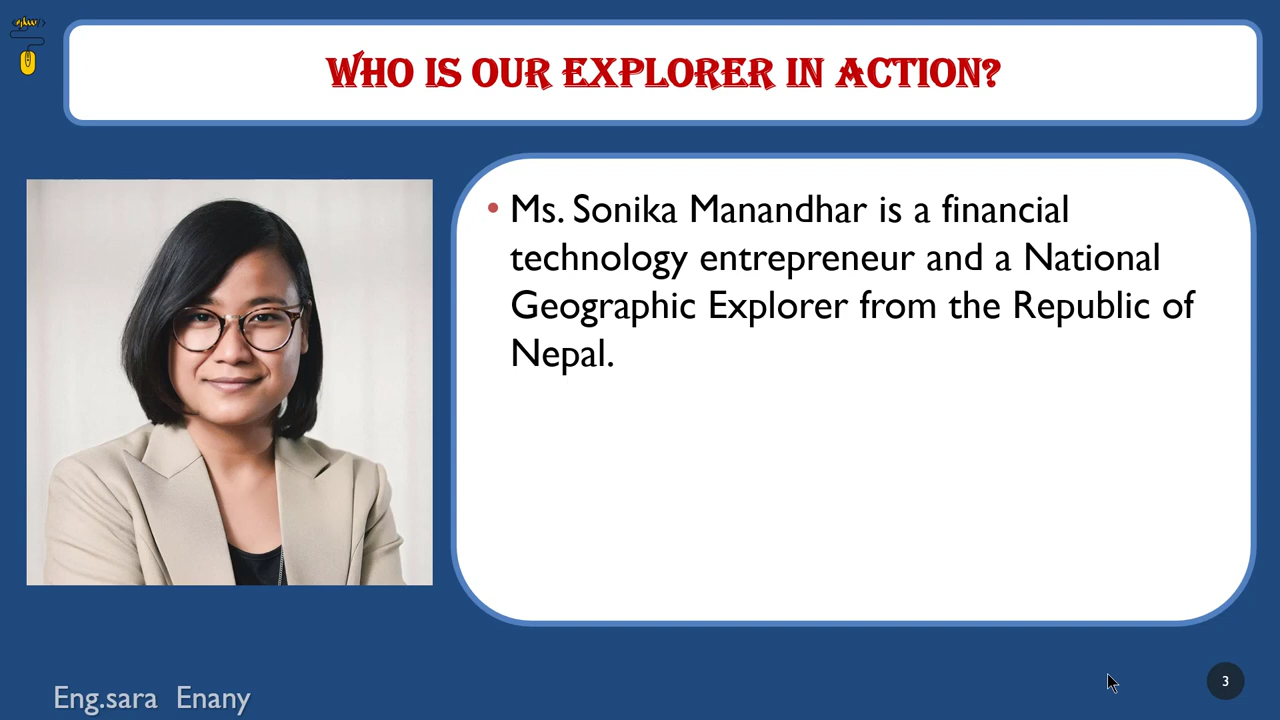 WHO IS OUR EXPLORER IN ACTION?
• Ms. Sonika Manandhar is a financial
technology entrepreneur and a National
Geographic Explorer from the Republic of
Nepal.
Eng.sara Enany
3